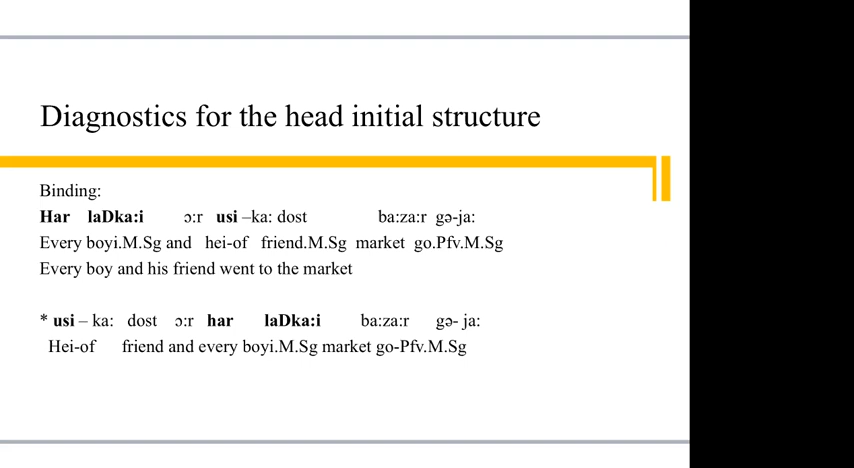 Diagnostics for the head initial structure
Binding:
Har laDka:i ɔ:r usi –ka: dost ba:za:r gə-ja:
Every boyi.M.Sg and hei-of friend.M.Sg market go.Pfv.M.Sg
Every boy and his friend went to the market
* usi – ka: dost ɔ:r har laDka:i ba:za:r gə- ja:
Hei-of friend and every boyi.M.Sg market go-Pfv.M.Sg